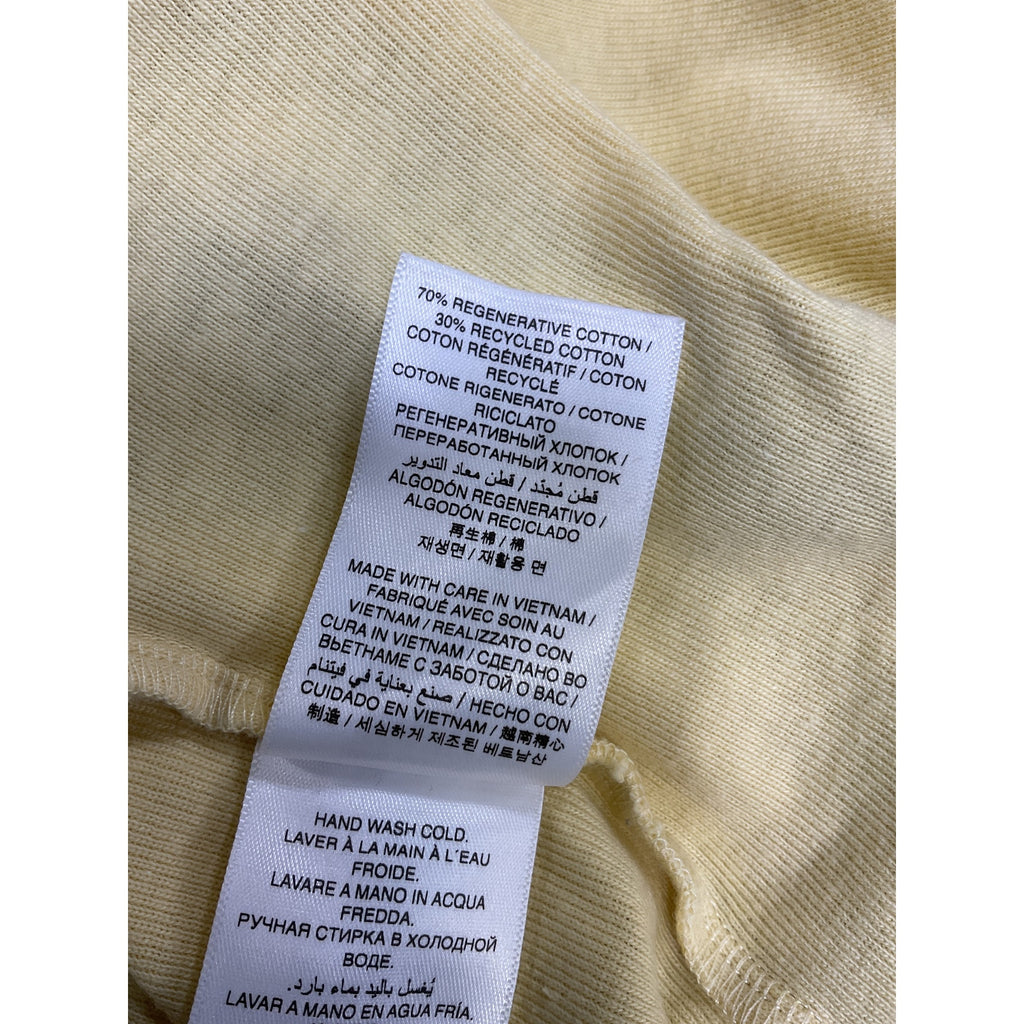 70% REGENERATIVE COTTON /
30% RECYCLED COTTON
COTON RÉGÉNÉRATIF / COTON
RECYCLÉ
COTONE RIGENERATO / COTONE
RICICLATO
РЕГЕНЕРАТИВНЫЙ ХЛОПОК /
ПЕРЕРАБОТАННЫЙ ХЛОПОК
قطن مُجدّد / قطن معاد التدوير
ALGODÓN REGENERATIVO /
ALGODÓN RECICLADO
再生棉 / 棉
재생면 / 재활용 면
MADE WITH CARE IN VIETNAM /
FABRIQUÉ AVEC SOIN AU
VIETNAM / REALIZZATO CON
CURA IN VIETNAM / СДЕЛАНО ВО
ВЬЕТНАМЕ С ЗАБОТОЙ О ВАС /
صنع بعناية في فيتنام / HECHO CON
CUIDADO EN VIETNAM / 越南精心
制造 / 세심하게 제조된 베트남산
HAND WASH COLD.
LAVER À LA MAIN À L´EAU
FROIDE.
LAVARE A MANO IN ACQUA
FREDDA.
РУЧНАЯ СТИРКА В ХОЛОДНОЙ
ВОДЕ.
يُغسل باليد بماء بارد.
LAVAR A MANO EN AGUA FRÍA.